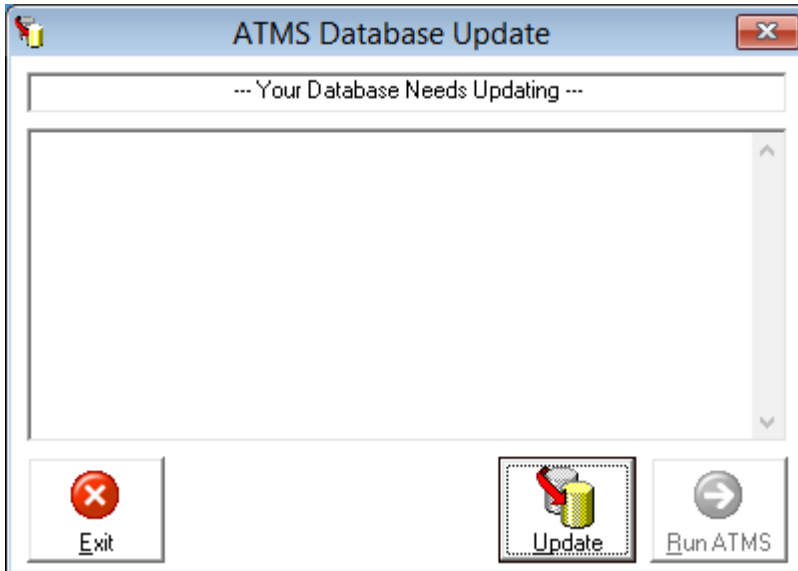 ATMS Database Update
--- Your Database Needs Updating ---
Exit
Update
Run ATMS